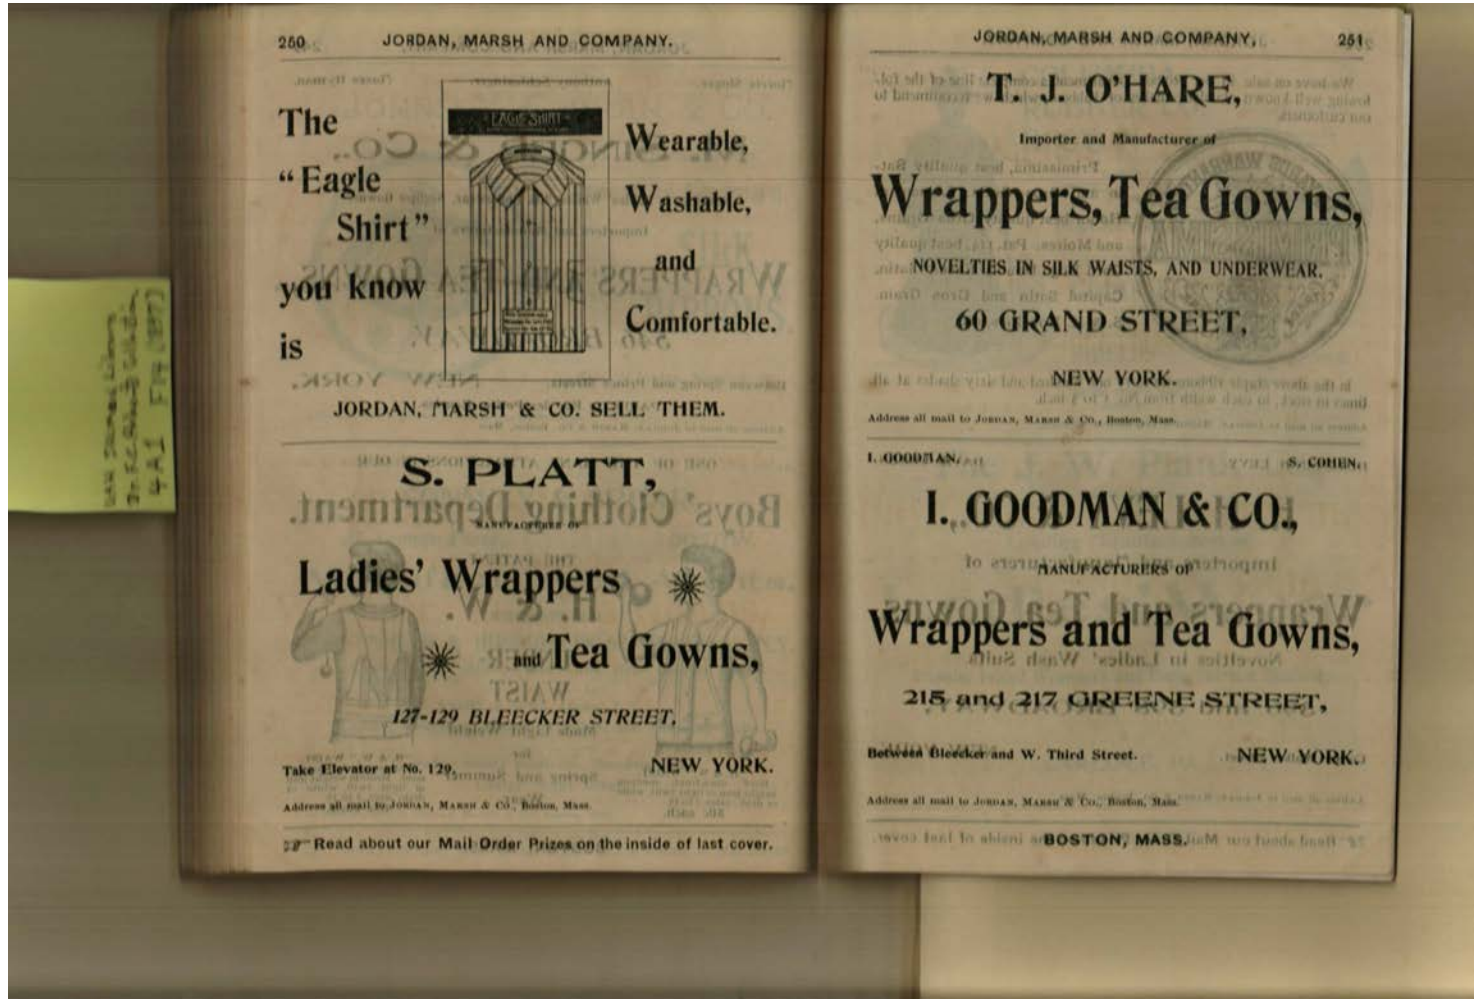 250
JORDAN, MARSH AND COMPANY.
The
"Eagle
Shirt"
you know
is
EAGLE SHIRT
Wearable,
Washable,
and
Comfortable.
JORDAN, MARSH & CO. SELL THEM.
S. PLATT,
MANUFACTURER OF
Ladies' Wrappers
and Tea Gowns,
127-129 BLEECKER STREET,
Take Elevator at No. 129.
NEW YORK.
Address all mail to JORDAN, MARSH & CO., Boston, Mass.
☞ Read about our Mail Order Prizes on the inside of last cover.
JORDAN, MARSH AND COMPANY,
251
T. J. O'HARE,
Importer and Manufacturer of
Wrappers, Tea Gowns,
NOVELTIES IN SILK WAISTS, AND UNDERWEAR.
60 GRAND STREET,
NEW YORK.
Address all mail to JORDAN, MARSH & CO., Boston, Mass.
I. GOODMAN.
S. COHEN.
I. GOODMAN & CO.,
MANUFACTURERS OF
Wrappers and Tea Gowns,
215 and 217 GREENE STREET,
Between Bleecker and W. Third Street.
NEW YORK.
Address all mail to JORDAN, MARSH & CO., Boston, Mass.
BOSTON, MASS.